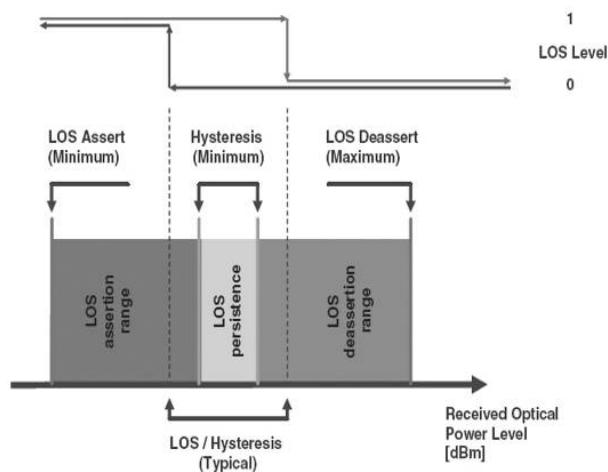 1
LOS Level
0
LOS Assert
(Minimum)
Hysteresis
(Minimum)
LOS Deassert
(Maximum)
LOS
assertion
range
LOS
persistence
LOS
deassertion
range
LOS / Hysteresis
(Typical)
Received Optical
Power Level
[dBm]